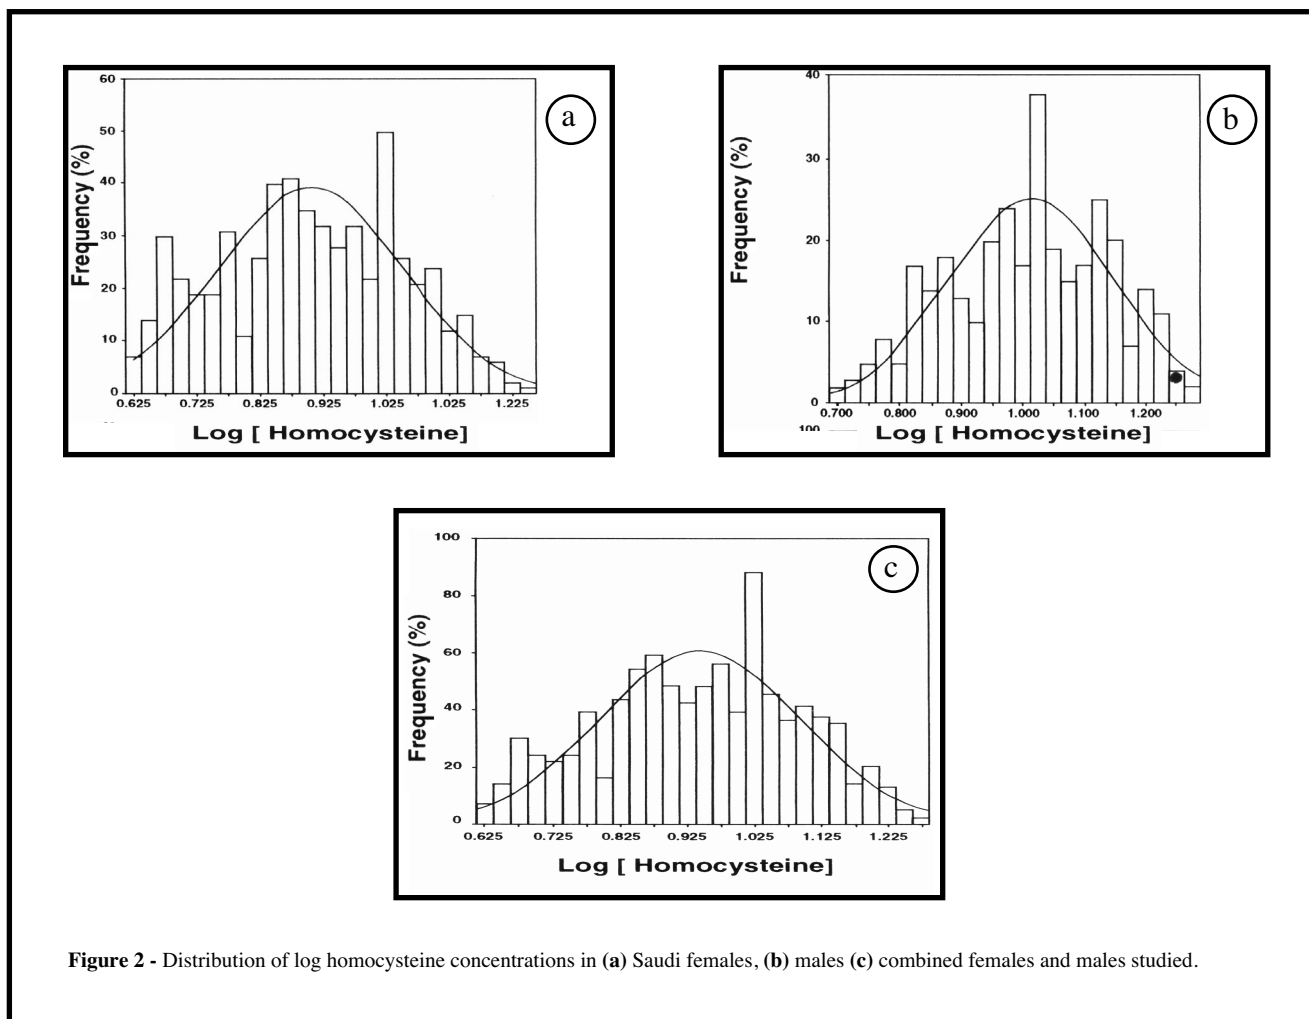 60
50
40
30
20
10
0
Frequency (%)
0.625 0.725 0.825 0.925 1.025 1.025 1.225
Log [ Homocysteine]
a
40
30
20
10
0
Frequency (%)
0.700 0.800 0.900 1.000 1.100 1.200
100
Log [ Homocysteine]
b
100
80
60
40
20
0
Frequency (%)
0.625 0.725 0.825 0.925 1.025 1.125 1.225
Log [ Homocysteine]
c
Figure 2 - Distribution of log homocysteine concentrations in (a) Saudi females, (b) males (c) combined females and males studied.